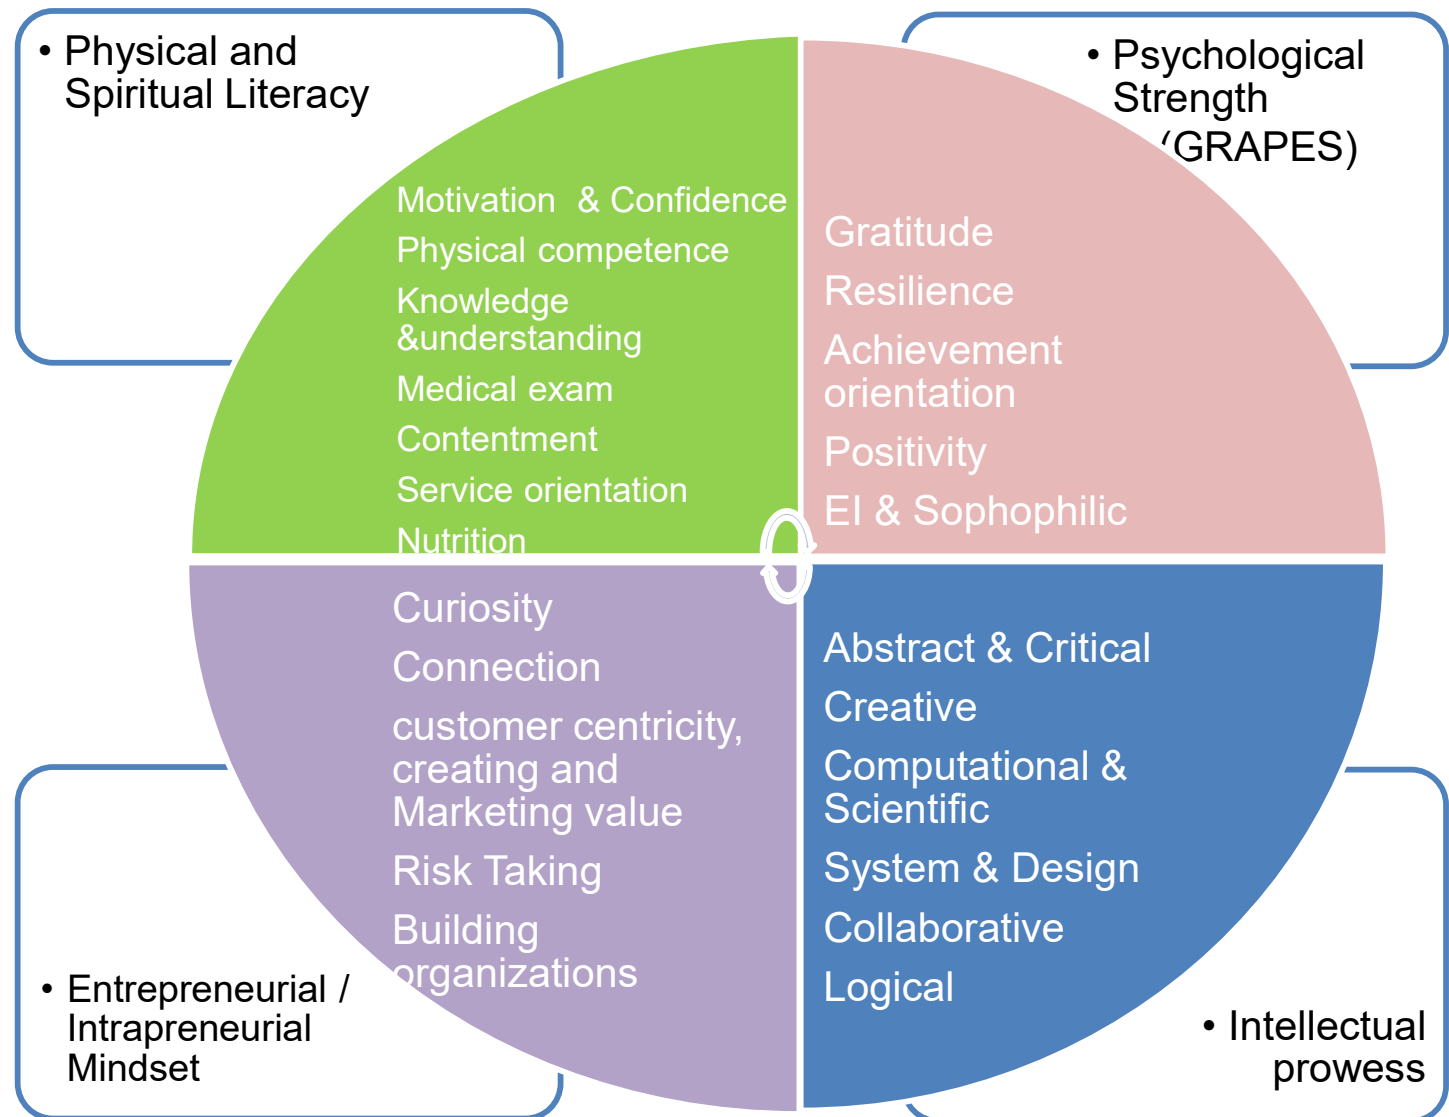 • Physical and
Spiritual Literacy
• Psychological
Strength
(GRAPES)
Motivation  & Confidence
Physical competence
Knowledge
&understanding
Medical exam
Contentment
Service orientation
Nutrition
Gratitude
Resilience
Achievement
orientation
Positivity
EI & Sophophilic
Curiosity
Connection
customer centricity,
creating and
Marketing value
Risk Taking
Building
organizations
Abstract & Critical
Creative
Computational &
Scientific
System & Design
Collaborative
Logical
• Entrepreneurial /
Intrapreneurial
Mindset
• Intellectual
prowess